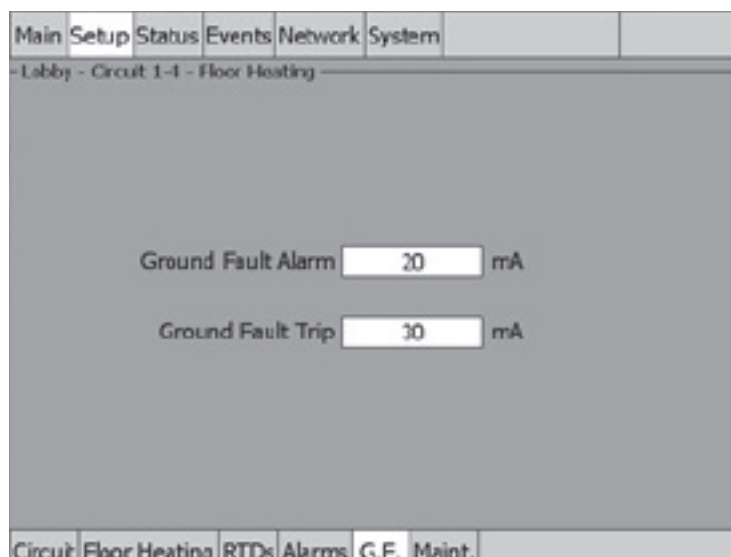 Main Setup Status Events Network System
Lobby - Circuit 1-4 - Floor Heating
Ground Fault Alarm 20 mA
Ground Fault Trip 30 mA
Circuit Floor Heating RTDs Alarms G.F. Maint.